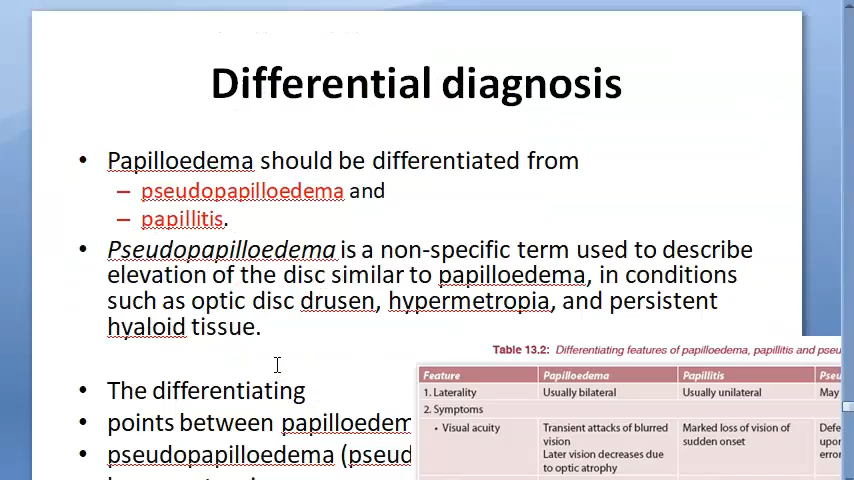 Differential diagnosis
• Papilloedema should be differentiated from
– pseudopapilloedema and
– papillitis.
• Pseudopapilloedema is a non-specific term used to describe
elevation of the disc similar to papilloedema, in conditions
such as optic disc drusen, hypermetropia, and persistent
hyaloid tissue.
• The differentiating
• points between papilloedem
• pseudopapilloedema (pseud
Table 13.2: Differentiating features of papilloedema, papillitis and pseu
Feature Papilloedema Papillitis Pseu
1. Laterality Usually bilateral Usually unilateral May
2. Symptoms
• Visual acuity Transient attacks of blurred Marked loss of vision of Defe
vision sudden onset upon
Later vision decreases due error
to optic atrophy